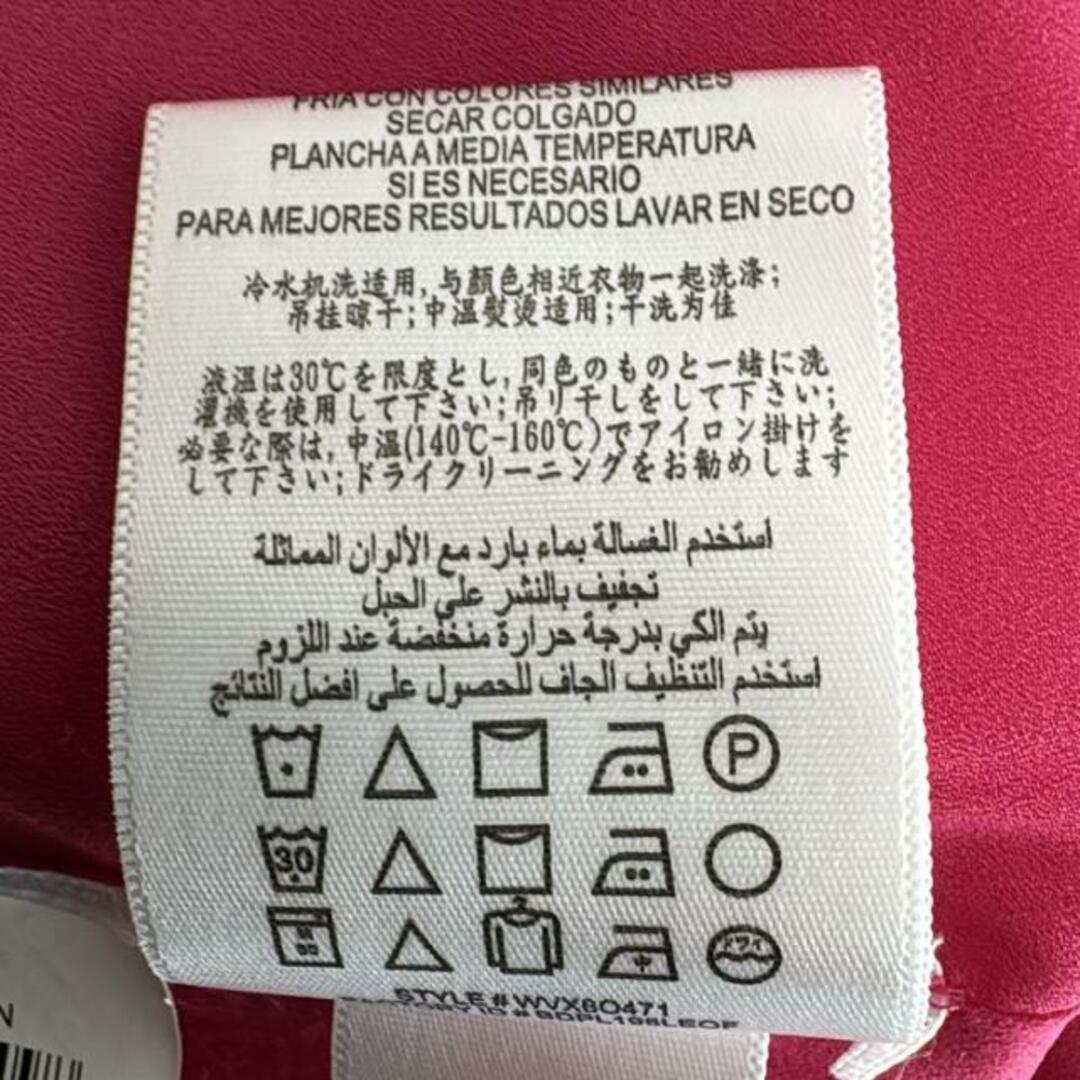 FRIA CON COLORES SIMILARES
SECAR COLGADO
PLANCHA A MEDIA TEMPERATURA
SI ES NECESARIO
PARA MEJORES RESULTADOS LAVAR EN SECO
冷水机洗适用,与顏色相近衣物一起洗涤;
吊挂晾干;中温熨烫适用;干洗为佳
液温は30℃を限度とし,同色のものと一緒に洗
濯機を使用して下さい;吊り干しをして下さい;
必要な際は,中温(140℃-160℃)でアイロン掛けを
して下さい;ドライクリーニングをお勧めします
استخدم الغسالة بماء بارد مع الألوان المماثلة
تجفيف بالنشر علي الحبل
يتم الكي بدرجة حرارة منخفضة عند اللزوم
استخدم التنظيف الجاف للحصول على افضل النتائج
P
30
中 ドライ
STYLE # WVX8O471
N